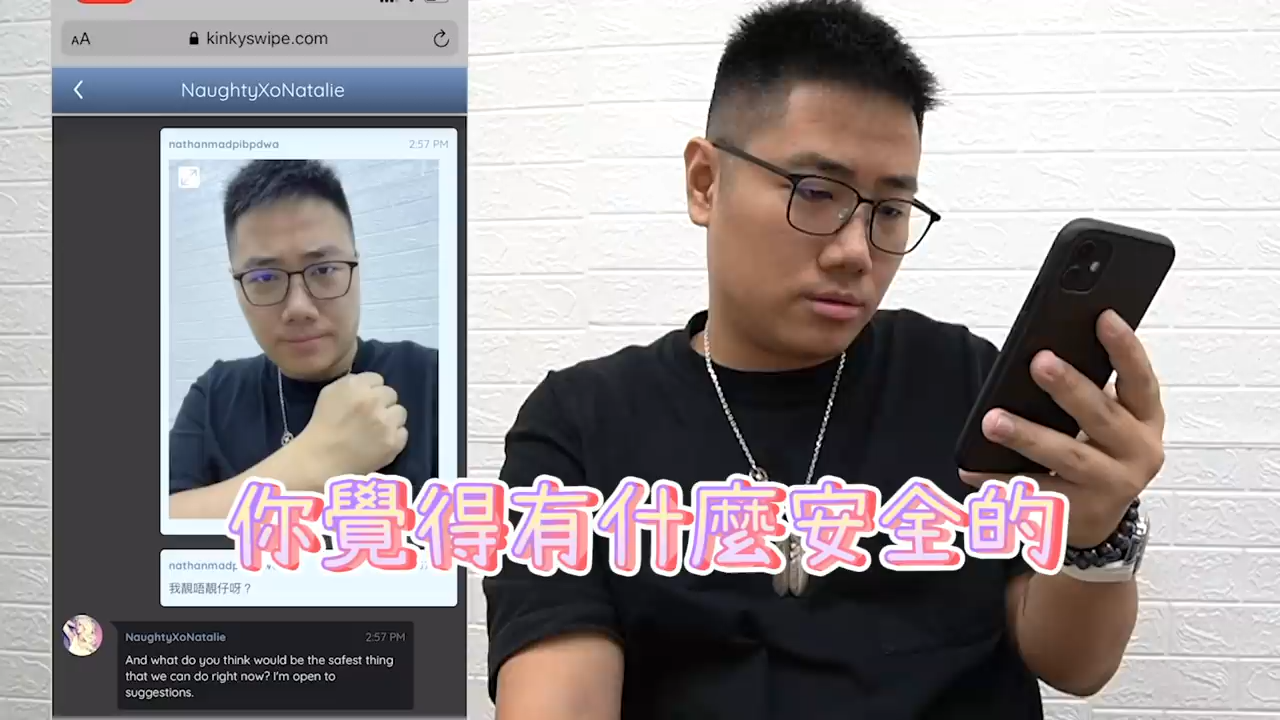 AA
kinkyswipe.com
NaughtyXoNatalie
nathanmadpibpdwa 2:57 PM
你覺得有什麼安全的
我靚唔靚仔呀？
NaughtyXoNatalie 2:57 PM
And what do you think would be the safest thing
that we can do right now? I'm open to
suggestions.